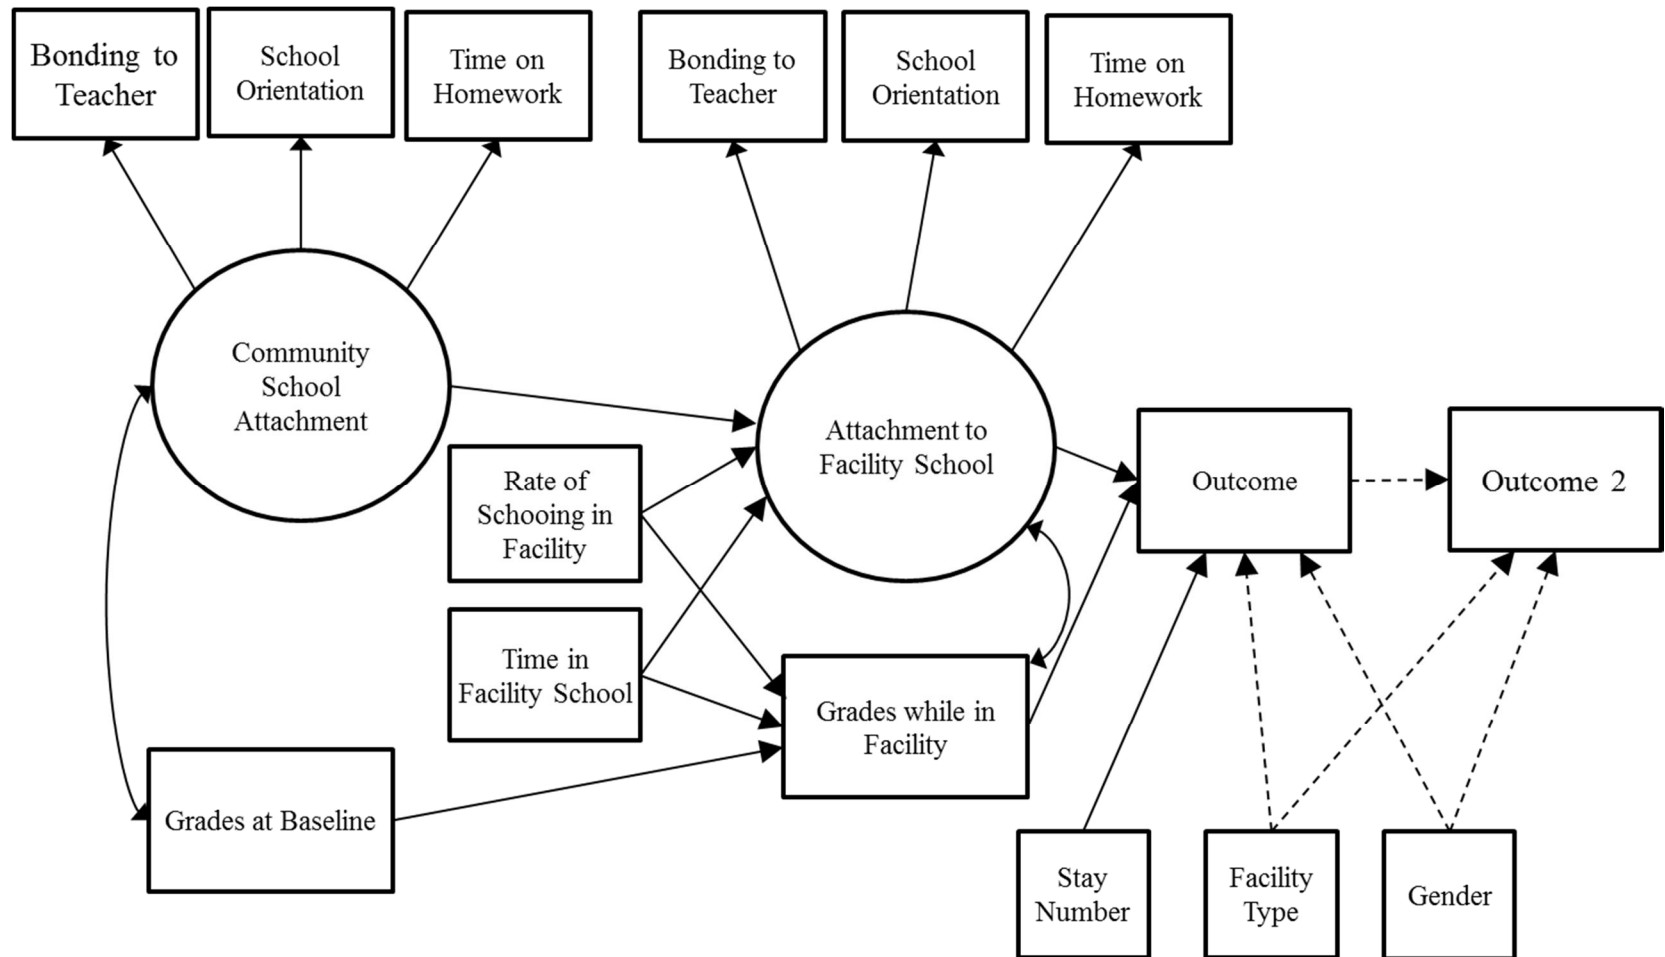 Bonding to
Teacher
School
Orientation
Time on
Homework
Bonding to
Teacher
School
Orientation
Time on
Homework
Community
School
Attachment
Attachment to
Facility School
Rate of
Schooing in
Facility
Outcome
Outcome 2
Time in
Facility School
Grades while in
Facility
Grades at Baseline
Stay
Number
Facility
Type
Gender